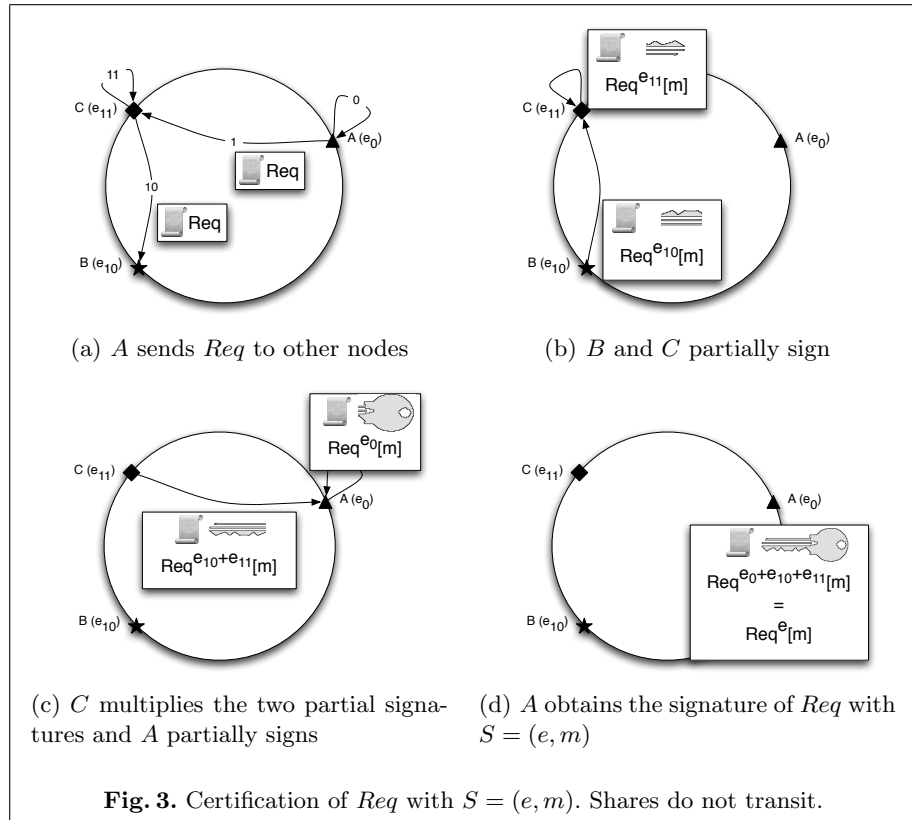 11
C (e11)
0
1
A (e0)
Req
10
Req
B (e10)
(a) A sends Req to other nodes
Req^e11[m]
C (e11)
A (e0)
Req^e10[m]
B (e10)
(b) B and C partially sign
Req^e0[m]
C (e11)
A (e0)
Req^e10+e11[m]
B (e10)
(c) C multiplies the two partial signa-
tures and A partially signs
C (e11)
A (e0)
Req^e0+e10+e11[m]
=
Req^e[m]
B (e10)
(d) A obtains the signature of Req with
S = (e, m)
Fig. 3. Certification of Req with S = (e, m). Shares do not transit.